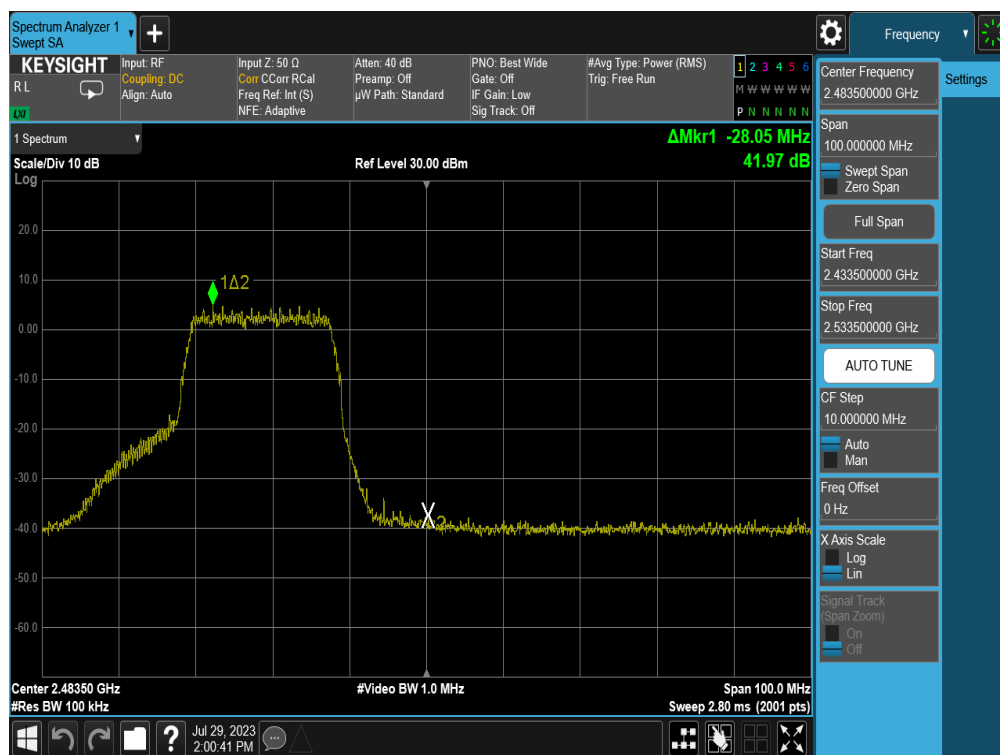 Spectrum Analyzer 1
Swept SA
+
Frequency
KEYSIGHT
RL
LXI
Input: RF
Coupling: DC
Align: Auto
Input Z: 50 Ω
Corr CCorr RCal
Freq Ref: Int (S)
NFE: Adaptive
Atten: 40 dB
Preamp: Off
µW Path: Standard
PNO: Best Wide
Gate: Off
IF Gain: Low
Sig Track: Off
#Avg Type: Power (RMS)
Trig: Free Run
1 2 3 4 5 6
M W W W W W
P N N N N N
1 Spectrum
ΔMkr1 -28.05 MHz
41.97 dB
Scale/Div 10 dB
Ref Level 30.00 dBm
Log
20.0
10.0
0.00
-10.0
-20.0
-30.0
-40.0
-50.0
-60.0
1Δ2
X2
Center 2.48350 GHz
#Video BW 1.0 MHz
Span 100.0 MHz
#Res BW 100 kHz
Sweep 2.80 ms (2001 pts)
Center Frequency
2.483500000 GHz
Settings
Span
100.000000 MHz
Swept Span
Zero Span
Full Span
Start Freq
2.433500000 GHz
Stop Freq
2.533500000 GHz
AUTO TUNE
CF Step
10.000000 MHz
Auto
Man
Freq Offset
0 Hz
X Axis Scale
Log
Lin
Signal Track
(Span Zoom)
On
Off
?
Jul 29, 2023
2:00:41 PM